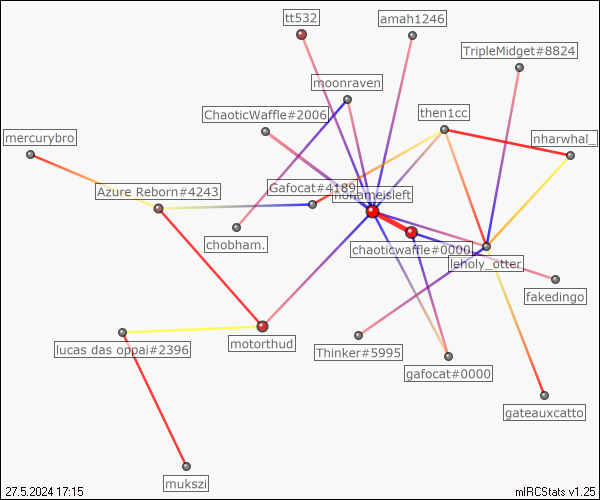 tt532
amah1246
TripleMidget#8824
moonraven
ChaoticWaffle#2006
then1cc
mercurybro
nharwhal_
Azure Reborn#4243
Gafocat#4189
nonameisleft
chobham.
chaoticwaffle#0000
leholy_otter
fakedingo
motorthud
lucas das oppai#2396
Thinker#5995
gafocat#0000
gateauxcatto
mukszi
27.5.2024 17:15
mIRCStats v1.25